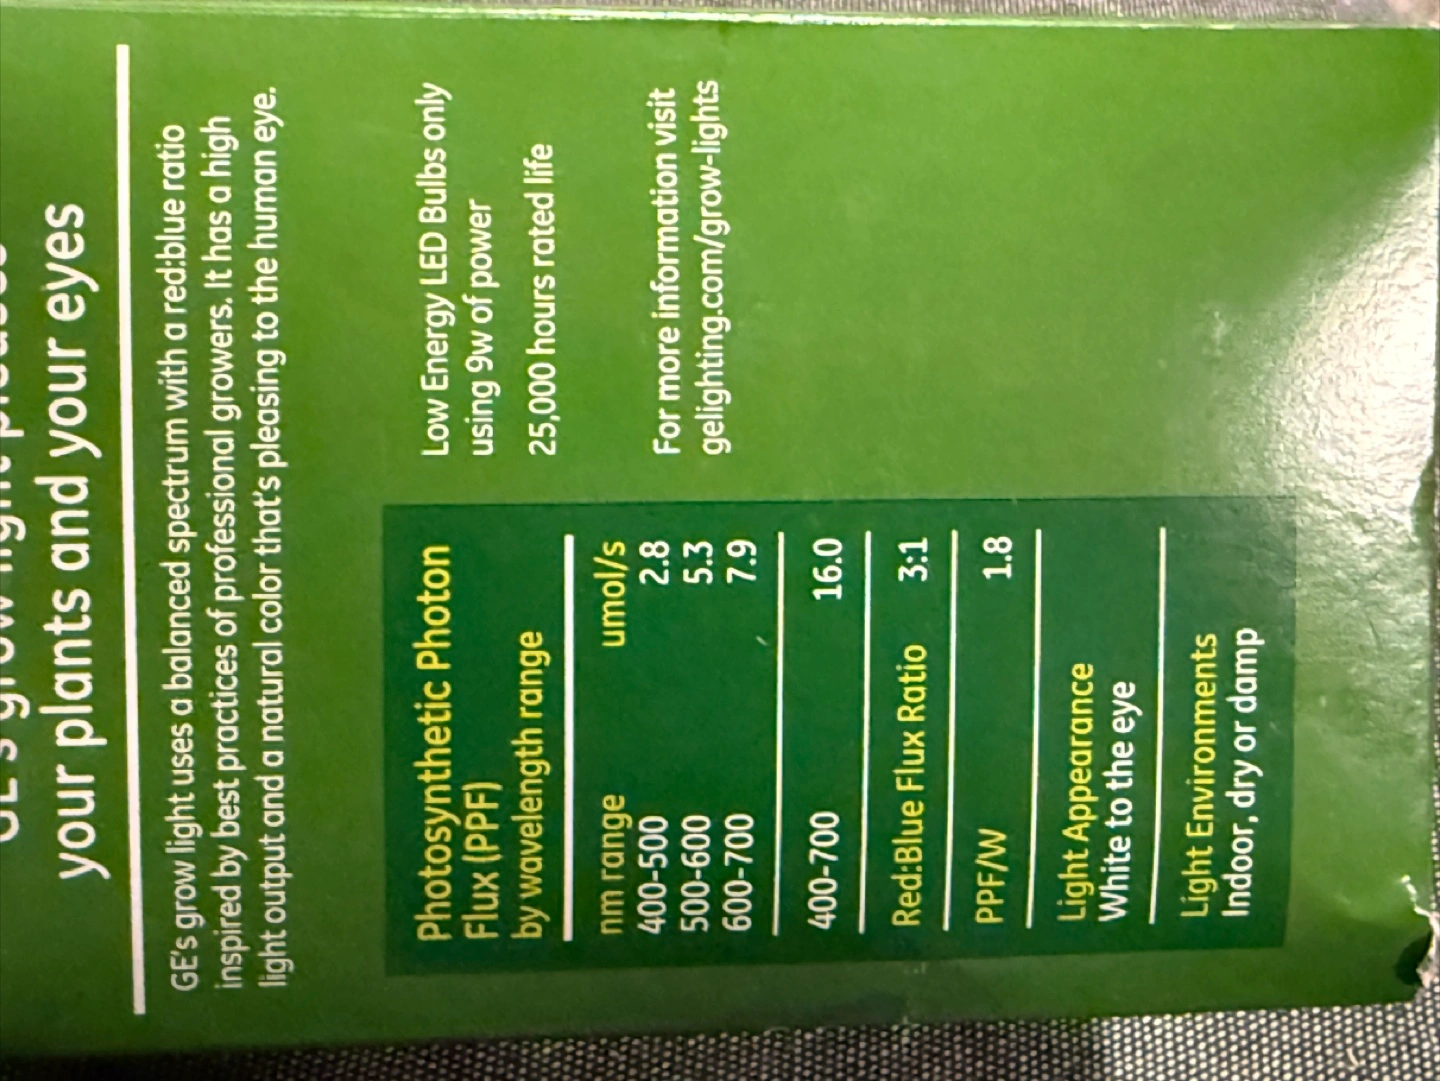 your plants and your eyes
GE's grow light uses a balanced spectrum with a red:blue ratio
inspired by best practices of professional growers. It has a high
light output and a natural color that's pleasing to the human eye.
Photosynthetic Photon
Flux (PPF)
by wavelength range
nm range umol/s
400-500 2.8
500-600 5.3
600-700 7.9
400-700 16.0
Red:Blue Flux Ratio 3:1
PPF/W 1.8
Light Appearance
White to the eye
Light Environments
Indoor, dry or damp
Low Energy LED Bulbs only
using 9w of power
25,000 hours rated life
For more information visit
gelighting.com/grow-lights